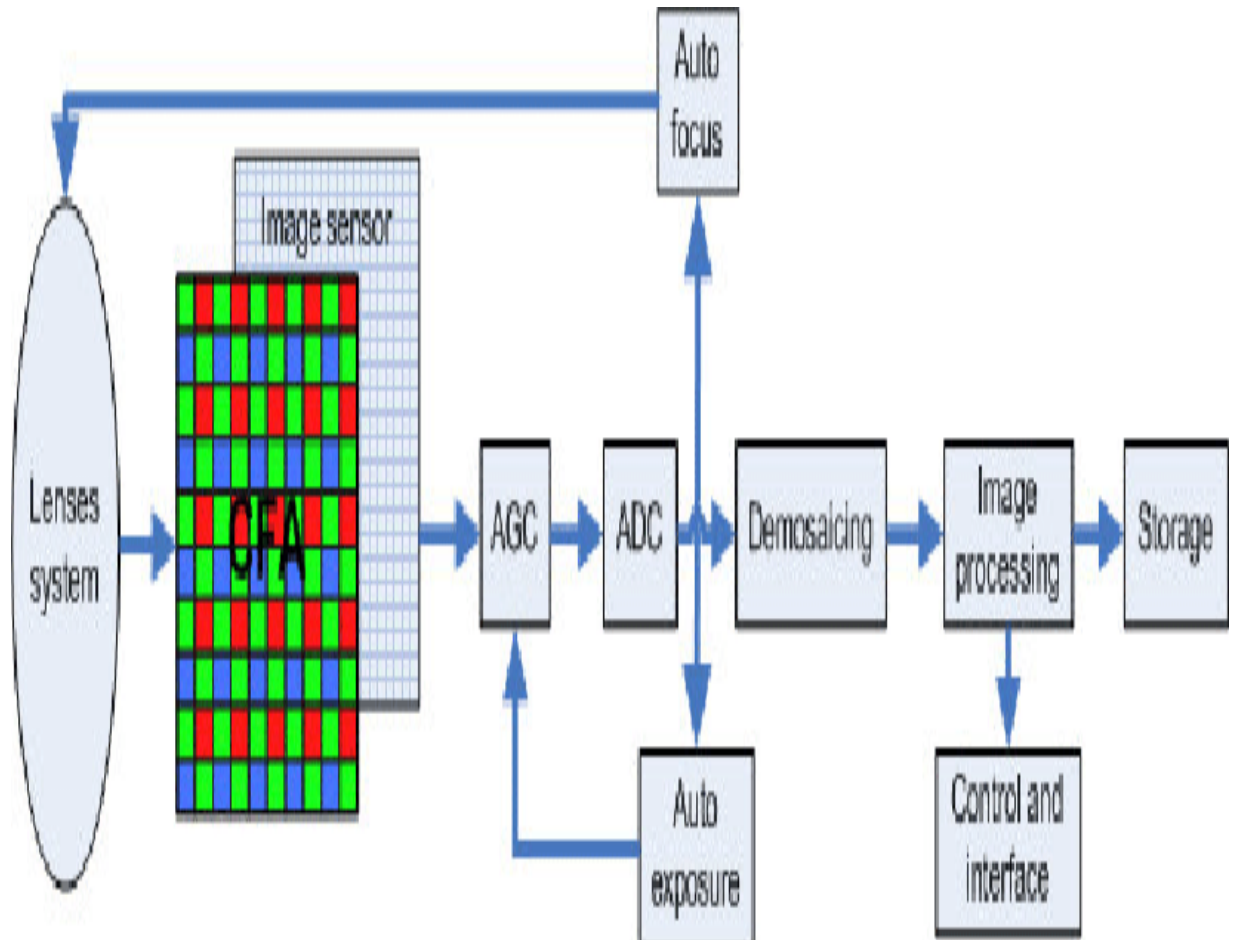 Auto
focus
Image sensor
Lenses
system
CFA
AGC
ADC
Demosaicing
Image
processing
Storage
Auto
exposure
Control and
interface